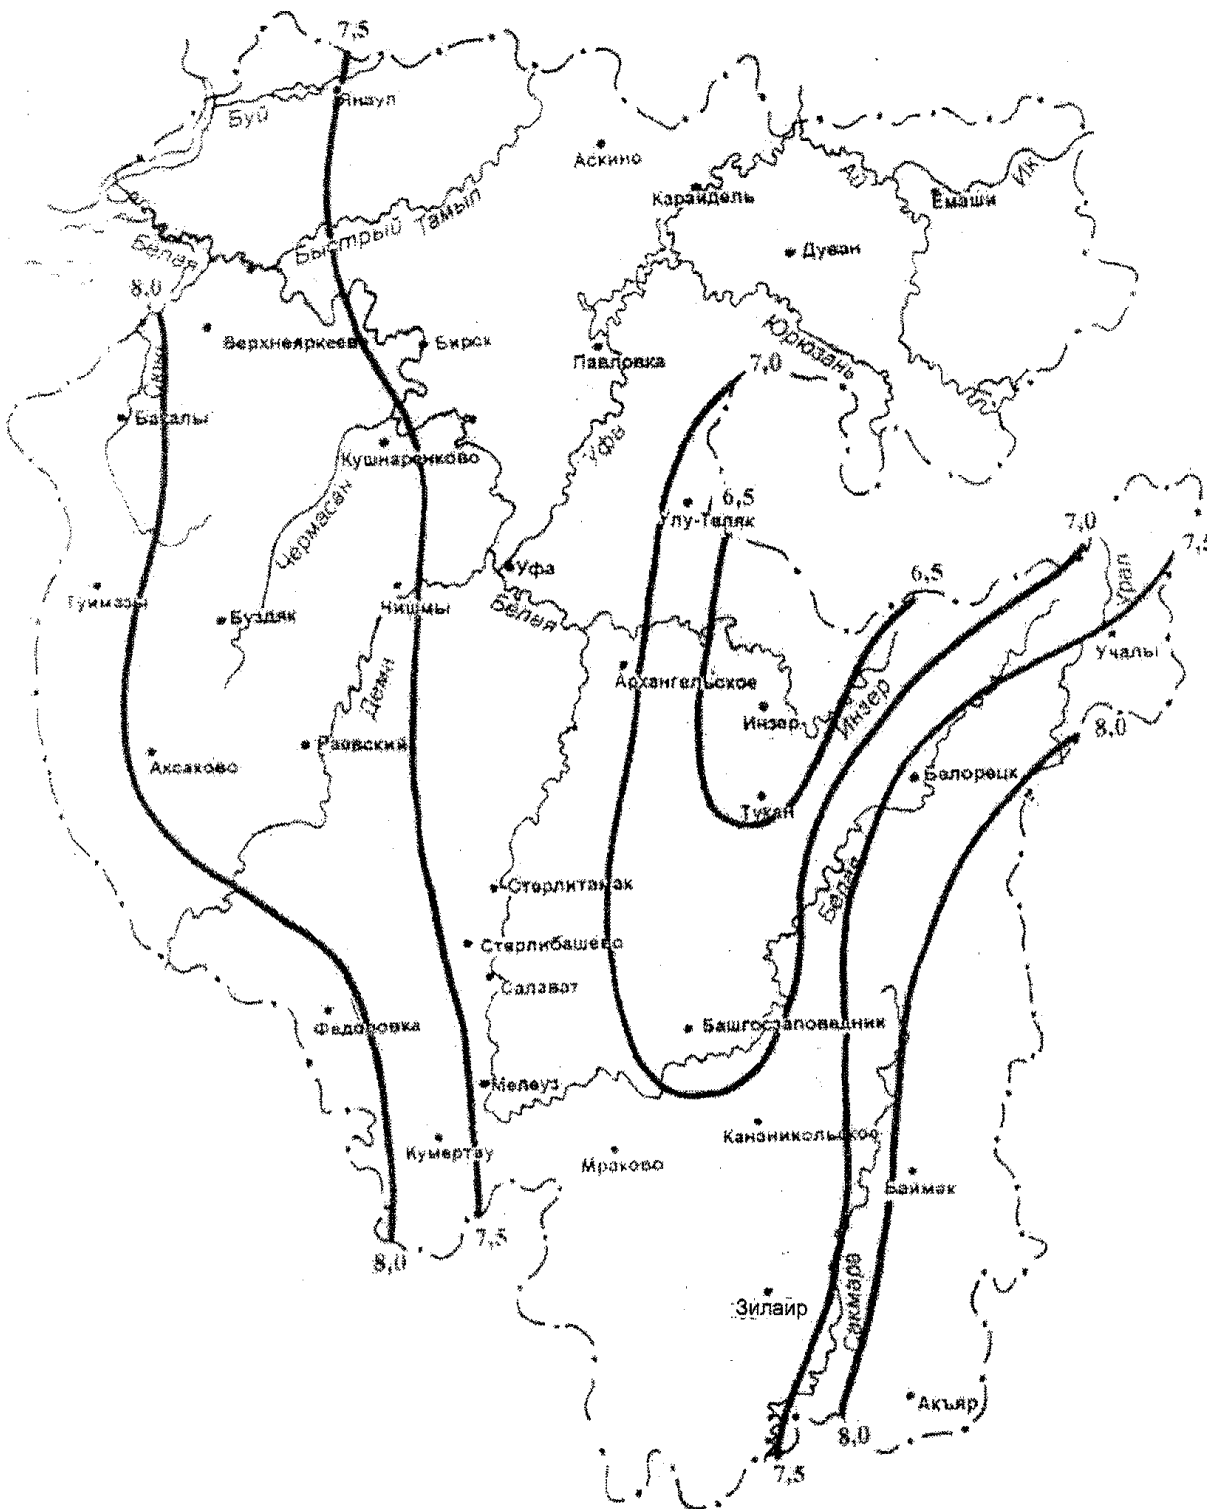 7,5
Янаул
Буй
Аскино
Ай
Ик
Карайдель
Емаши
Быстрый Тамып
Белая
Дуван
8,0
Верхнеяркеево
Бирск
Павловка
Юрюзань
7,0
Бакалы
Кушнаренково
Уфа
6,5
Улу-Теляк
Чермасан
7,0
7,5
Уфа
6,5
Урал
Туймазы
Чишмы
Белая
Буздяк
Учалы
Архангельское
Дема
Инзер
Инзер
8,0
Раевский
Аксаково
Белорецк
Тукан
Белая
Стерлитамак
Стерлибашево
Салават
Федоровка
Башгосзаповедник
Мелеуз
Кананикольское
Кумертау
Мраково
Баймак
7,5
8,0
Сакмара
Зилаир
Акъяр
8,0
7,5